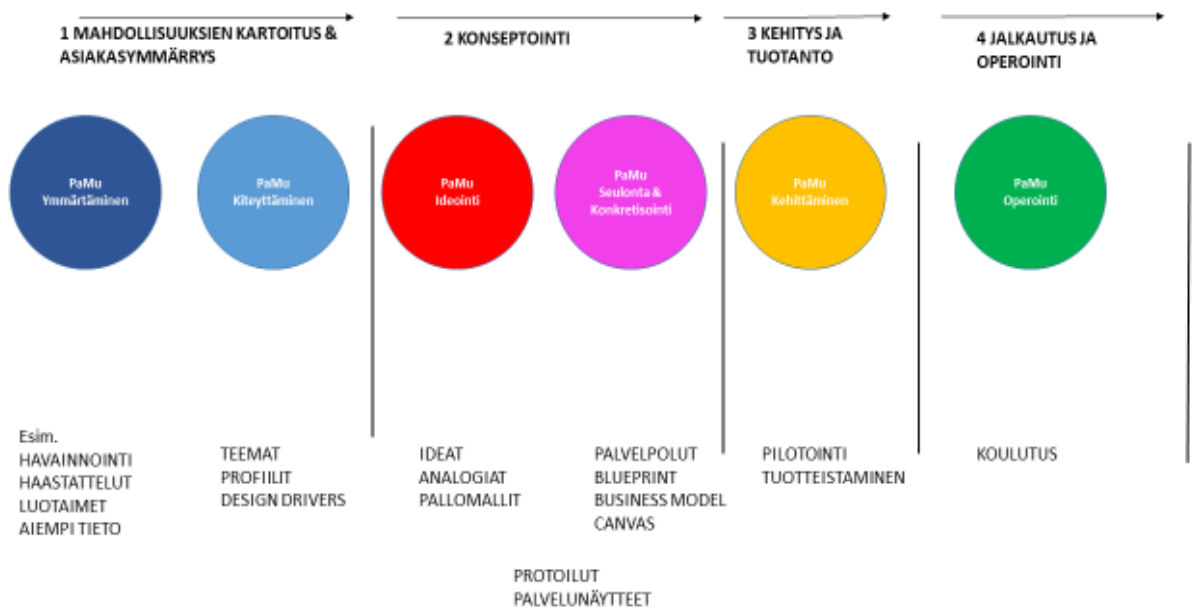 1 MAHDOLLISUUKSIEN KARTOITUS &
ASIAKASYMMÄRRYS
2 KONSEPTOINTI
3 KEHITYS JA
TUOTANTO
4 JALKAUTUS JA
OPEROINTI
PaMu
Ymmärtäminen
PaMu
Kiteyttäminen
PaMu
Ideointi
PaMu
Seulonta &
Konkretisointi
PaMu
Kehittäminen
PaMu
Operointi
Esim.
HAVAINNOINTI
HAASTATTELUT
LUOTAIMET
AIEMPI TIETO
TEEMAT
PROFIILIT
DESIGN DRIVERS
IDEAT
ANALOGIAT
PALLOMALLIT
PALVELPOLUT
BLUEPRINT
BUSINESS MODEL
CANVAS
PILOTOINTI
TUOTTEISTAMINEN
KOULUTUS
PROTOILUT
PALVELUNÄYTTEET